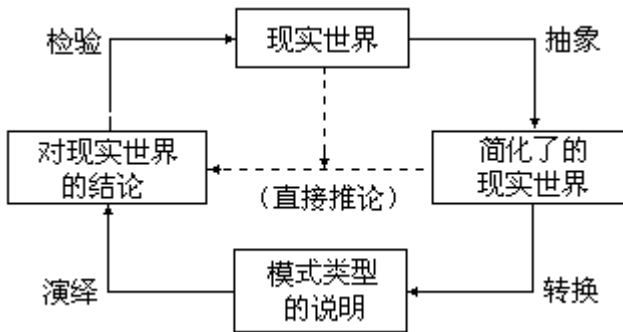 检验
现实世界
抽象
对现实世界
的结论
简化了的
现实世界
（直接推论）
演绎
模式类型
的说明
转换